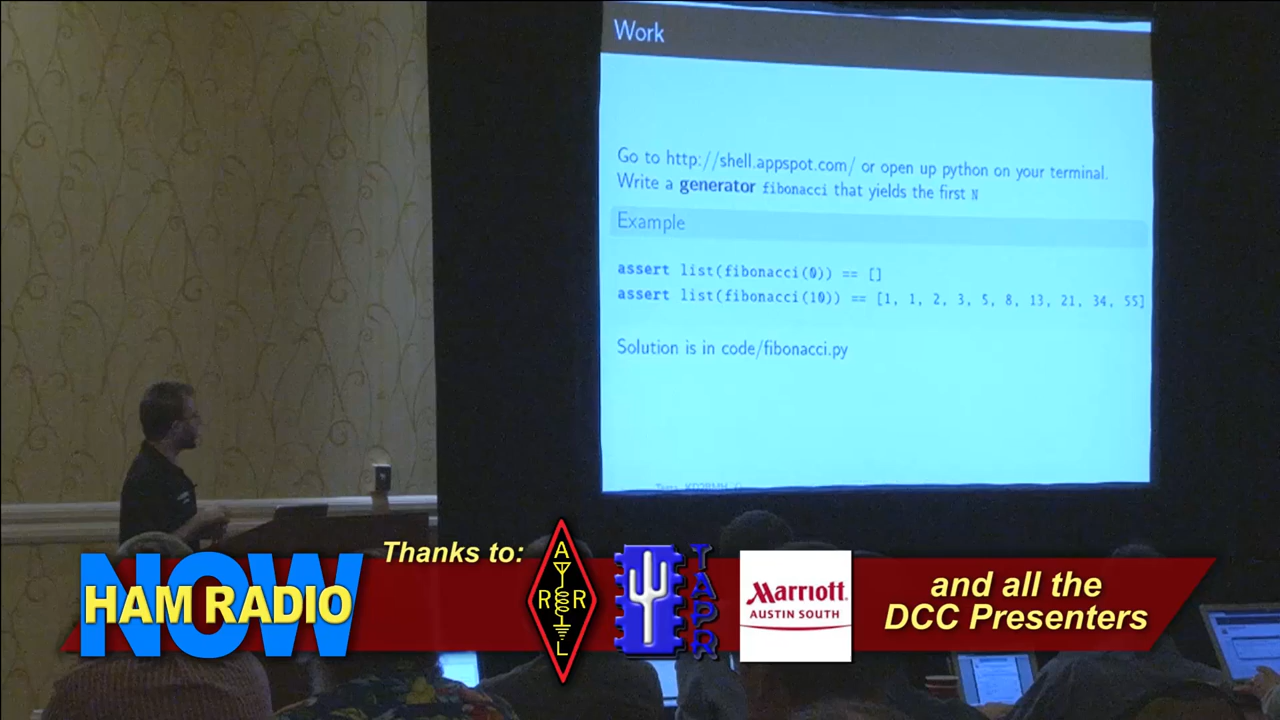 Work
Go to http://shell.appspot.com/ or open up python on your terminal.
Write a generator fibonacci that yields the first N
Example
assert list(fibonacci(0)) == []
assert list(fibonacci(10)) == [1, 1, 2, 3, 5, 8, 13, 21, 34, 55]
Solution is in code/fibonacci.py
NOW
HAM RADIO
Thanks to:
A
R R
L
TAPR
Marriott
AUSTIN SOUTH
and all the
DCC Presenters